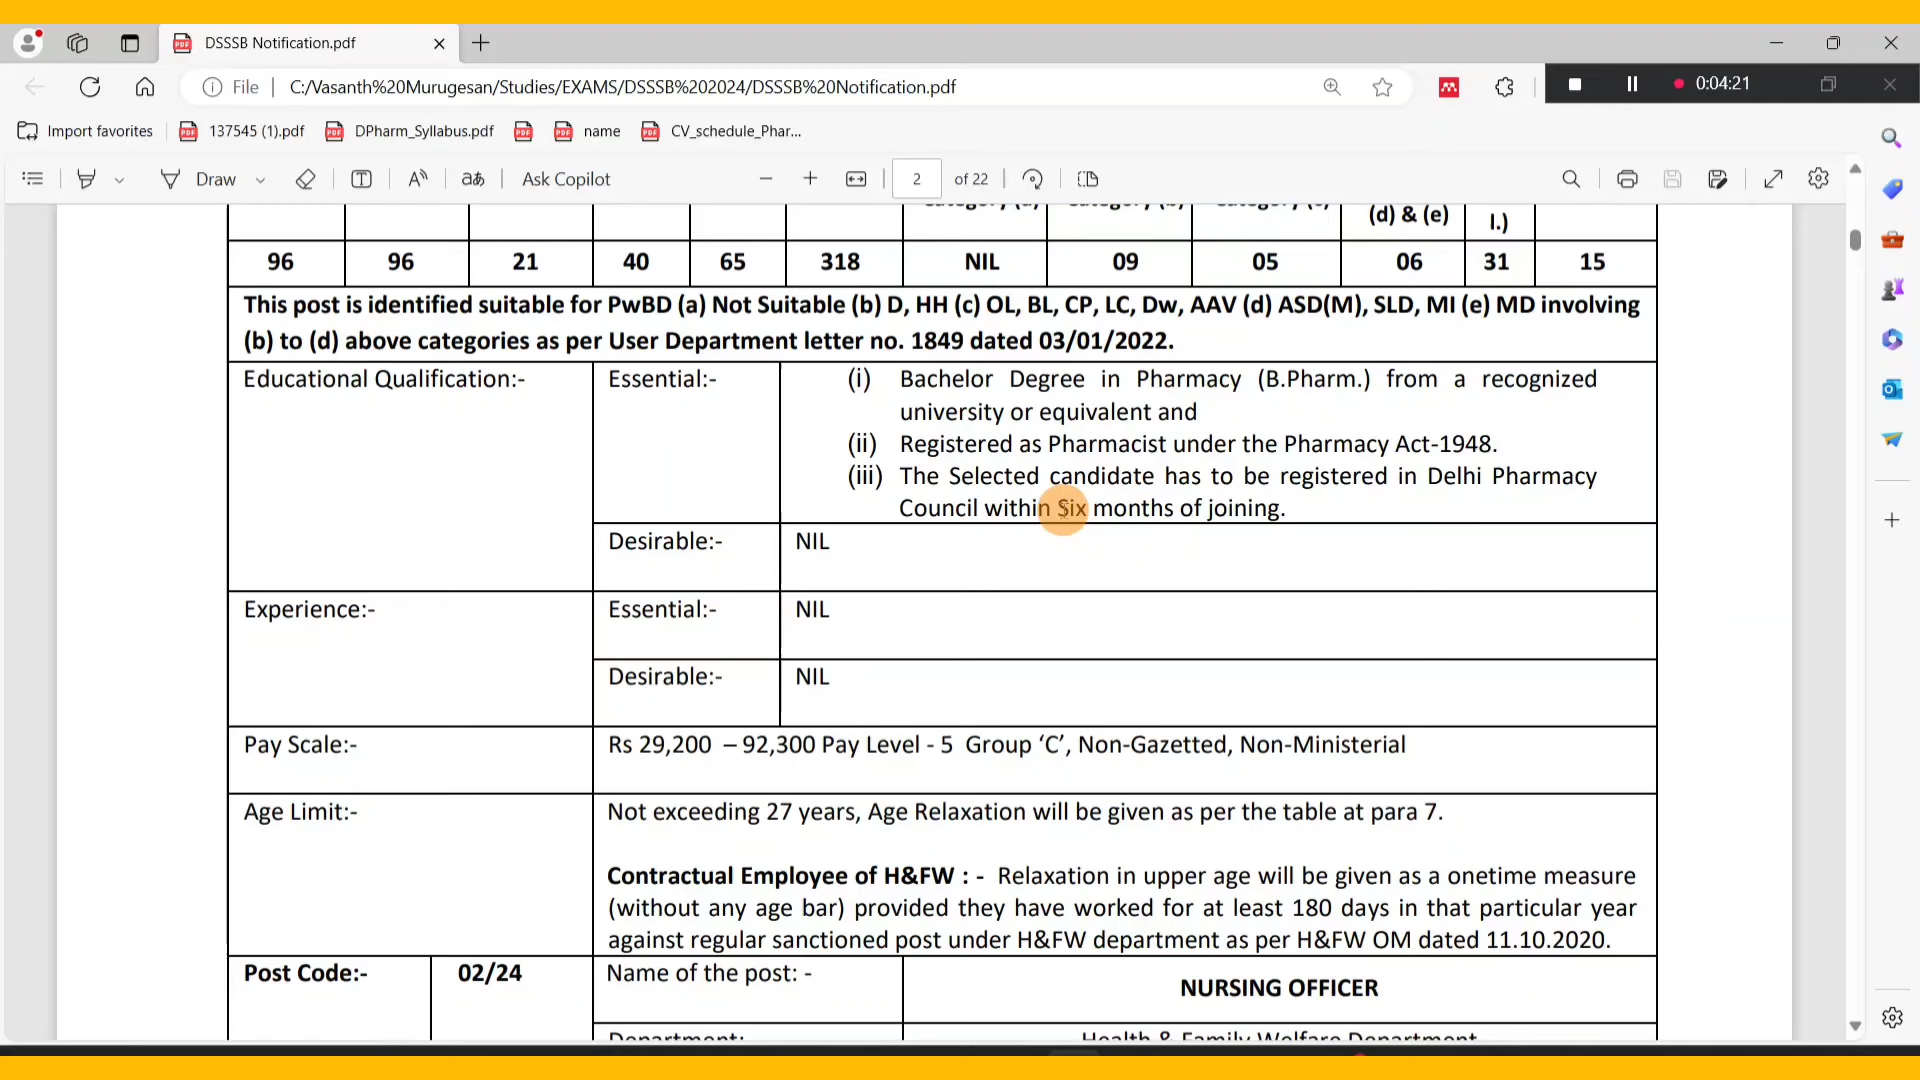 DSSSB Notification.pdf
File C:/Vasanth%20Murugesan/Studies/EXAMS/DSSSB%202024/DSSSB%20Notification.pdf
0:04:21
Import favorites 137545 (1).pdf DPharm_Syllabus.pdf name CV_schedule_Phar...
Draw aあ Ask Copilot 2 of 22
(d) & (e) l.)
96 96 21 40 65 318 NIL 09 05 06 31 15
This post is identified suitable for PwBD (a) Not Suitable (b) D, HH (c) OL, BL, CP, LC, Dw, AAV (d) ASD(M), SLD, MI (e) MD involving
(b) to (d) above categories as per User Department letter no. 1849 dated 03/01/2022.
Educational Qualification:- Essential:- (i) Bachelor Degree in Pharmacy (B.Pharm.) from a recognized
university or equivalent and
(ii) Registered as Pharmacist under the Pharmacy Act-1948.
(iii) The Selected candidate has to be registered in Delhi Pharmacy
Council within Six months of joining.
Desirable:- NIL
Experience:- Essential:- NIL
Desirable:- NIL
Pay Scale:- Rs 29,200 – 92,300 Pay Level - 5 Group ‘C’, Non-Gazetted, Non-Ministerial
Age Limit:- Not exceeding 27 years, Age Relaxation will be given as per the table at para 7.
Contractual Employee of H&FW : - Relaxation in upper age will be given as a onetime measure
(without any age bar) provided they have worked for at least 180 days in that particular year
against regular sanctioned post under H&FW department as per H&FW OM dated 11.10.2020.
Post Code:- 02/24 Name of the post: - NURSING OFFICER
Department: Health & Family Welfare Department